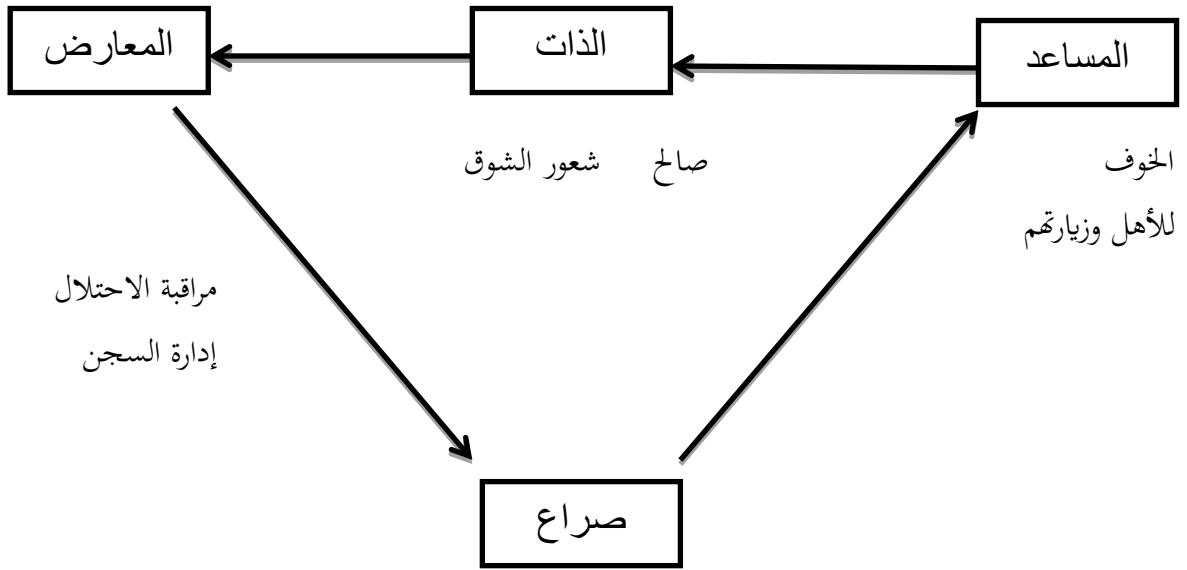 المساعد
الذات
المعارض
الخوف
صالح شعور الشوق
للأهل وزيارتهم
مراقبة الاحتلال
إدارة السجن
صراع